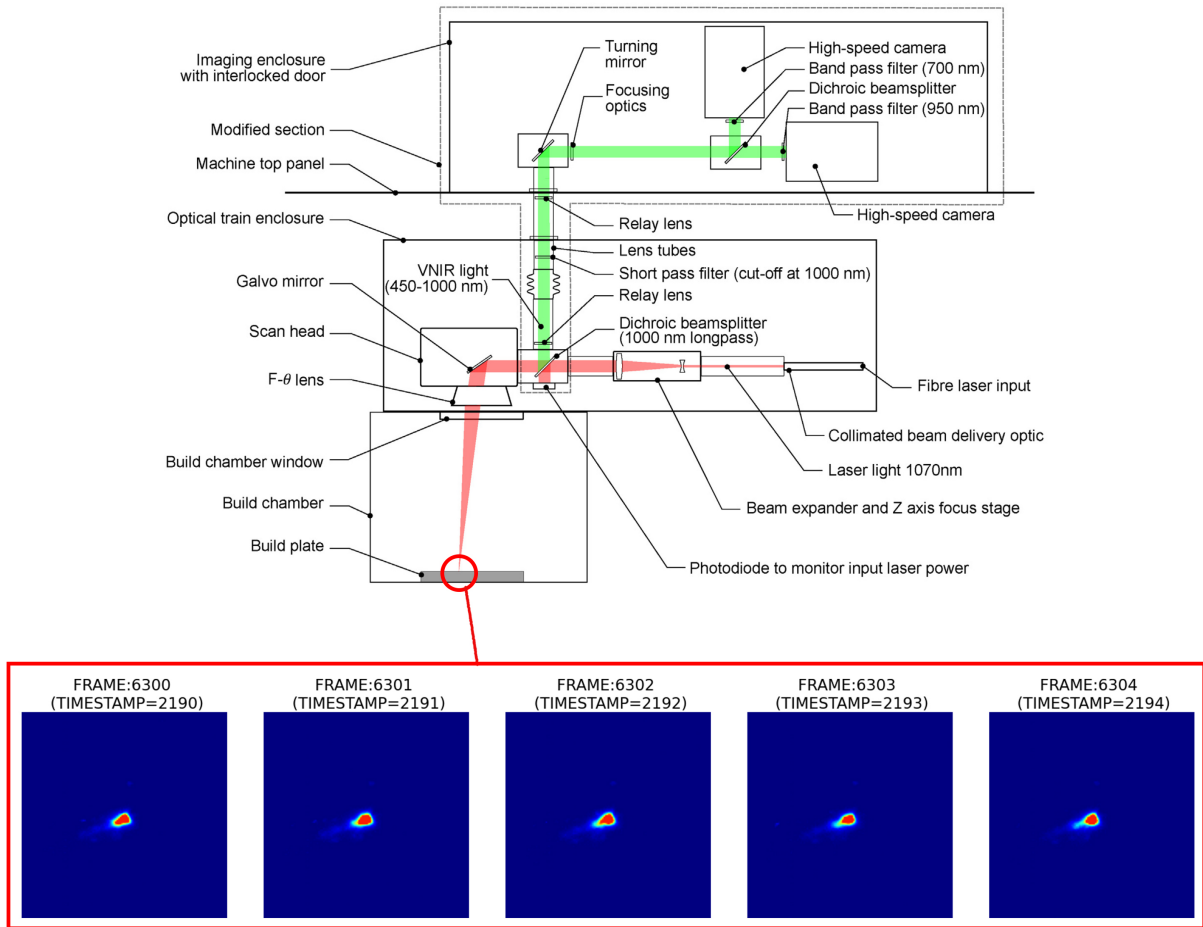 Imaging enclosure
with interlocked door
Modified section
Machine top panel
Optical train enclosure
VNIR light
(450-1000 nm)
Galvo mirror
Scan head
F-θ lens
Build chamber window
Build chamber
Build plate
Turning
mirror
Focusing
optics
High-speed camera
Band pass filter (700 nm)
Dichroic beamsplitter
Band pass filter (950 nm)
High-speed camera
Relay lens
Lens tubes
Short pass filter (cut-off at 1000 nm)
Relay lens
Dichroic beamsplitter
(1000 nm longpass)
Fibre laser input
Collimated beam delivery optic
Laser light 1070nm
Beam expander and Z axis focus stage
Photodiode to monitor input laser power
FRAME:6300
(TIMESTAMP=2190)
FRAME:6301
(TIMESTAMP=2191)
FRAME:6302
(TIMESTAMP=2192)
FRAME:6303
(TIMESTAMP=2193)
FRAME:6304
(TIMESTAMP=2194)